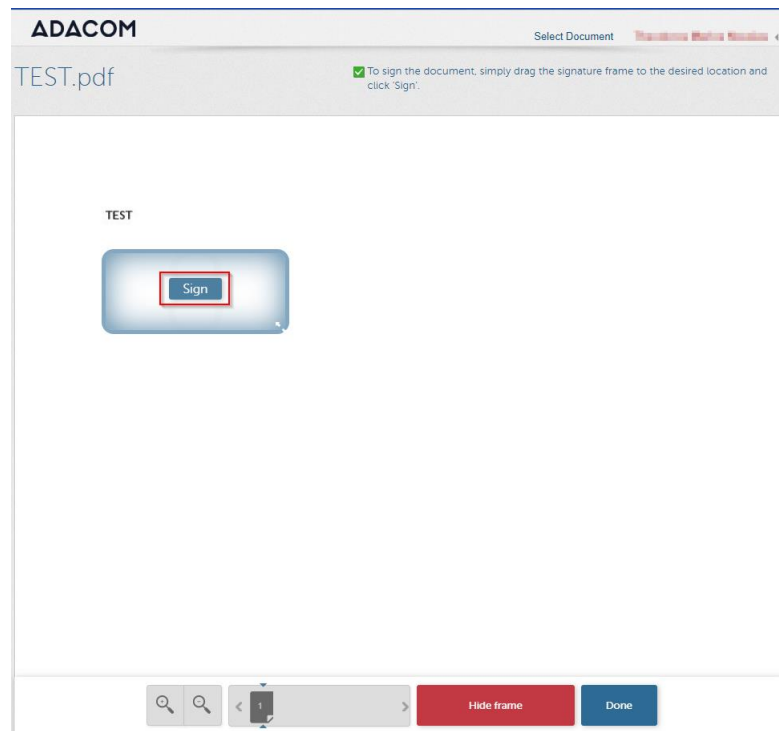 ADACOM
Select Document
TEST.pdf
To sign the document, simply drag the signature frame to the desired location and
click 'Sign'.
TEST
Sign
1
Hide frame
Done